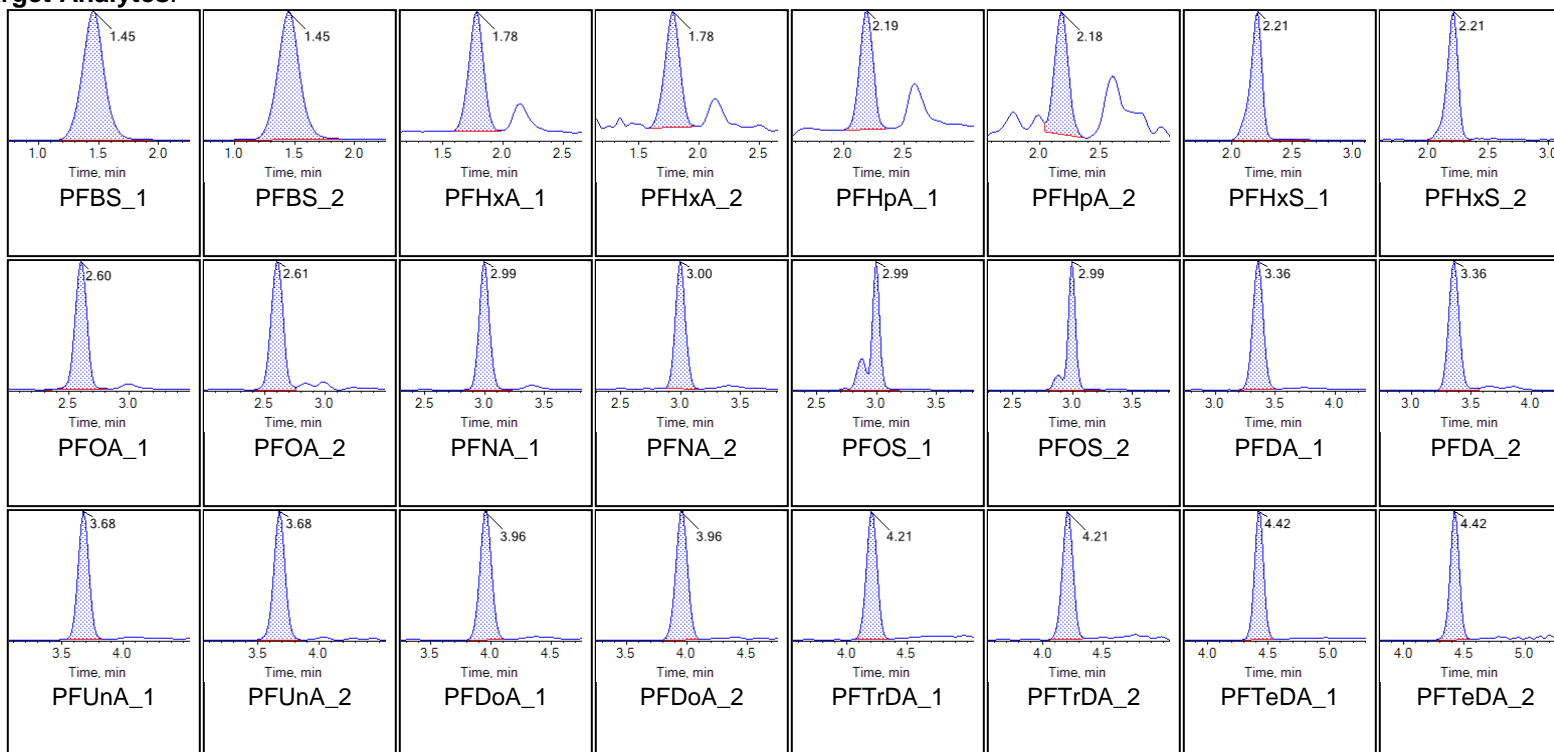 rget Analytes:
1.45 1.45 1.78 1.78 2.19 2.18 2.21 2.21
1.0 1.5 2.0 1.0 1.5 2.0 1.5 2.0 2.5 1.5 2.0 2.5 2.0 2.5 2.0 2.5 2.0 2.5 3.0 2.0 2.5 3.0
Time, min Time, min Time, min Time, min Time, min Time, min Time, min Time, min
PFBS_1 PFBS_2 PFHxA_1 PFHxA_2 PFHpA_1 PFHpA_2 PFHxS_1 PFHxS_2
2.60 2.61 2.99 3.00 2.99 2.99 3.36 3.36
2.5 3.0 2.5 3.0 2.5 3.0 3.5 2.5 3.0 3.5 2.5 3.0 3.5 2.5 3.0 3.5 3.0 3.5 4.0 3.0 3.5 4.0
Time, min Time, min Time, min Time, min Time, min Time, min Time, min Time, min
PFOA_1 PFOA_2 PFNA_1 PFNA_2 PFOS_1 PFOS_2 PFDA_1 PFDA_2
3.68 3.68 3.96 3.96 4.21 4.21 4.42 4.42
3.5 4.0 3.5 4.0 3.5 4.0 4.5 3.5 4.0 4.5 4.0 4.5 4.0 4.5 4.0 4.5 5.0 4.0 4.5 5.0
Time, min Time, min Time, min Time, min Time, min Time, min Time, min Time, min
PFUnA_1 PFUnA_2 PFDoA_1 PFDoA_2 PFTrDA_1 PFTrDA_2 PFTeDA_1 PFTeDA_2